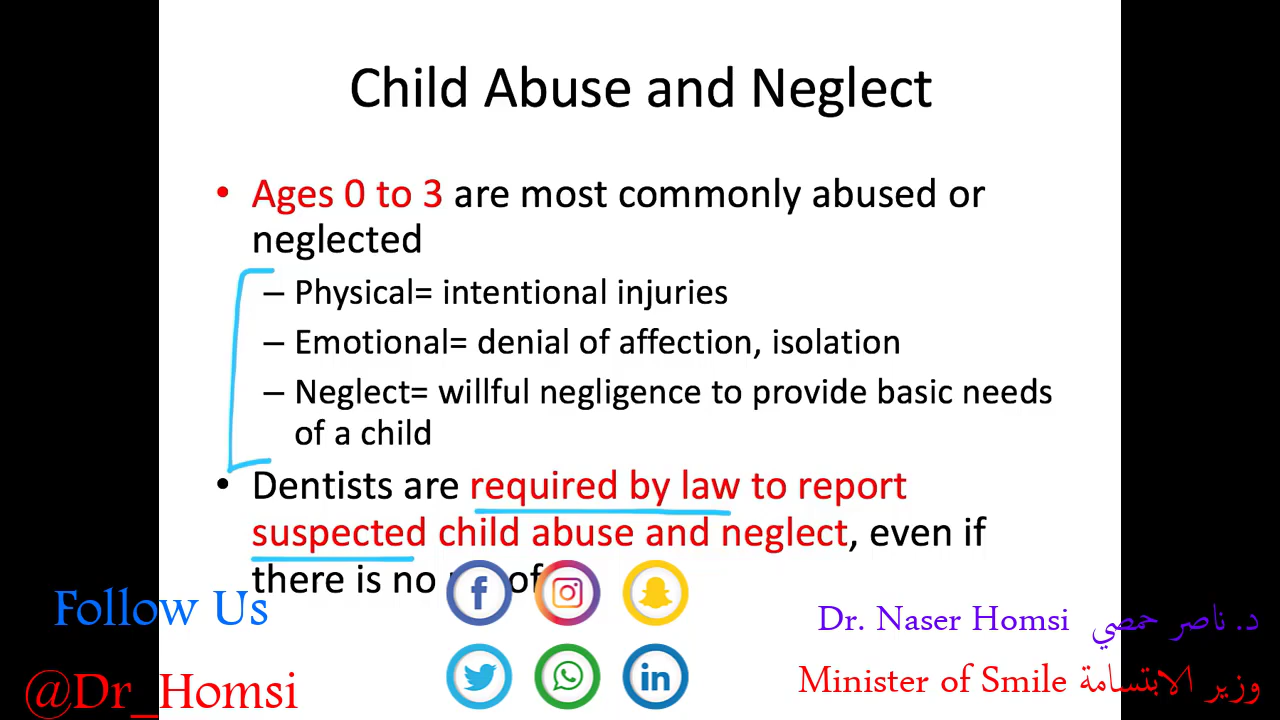 Child Abuse and Neglect
• Ages 0 to 3 are most commonly abused or
neglected
– Physical= intentional injuries
– Emotional= denial of affection, isolation
– Neglect= willful negligence to provide basic needs
of a child
• Dentists are required by law to report
suspected child abuse and neglect, even if
there is no
Follow Us
@Dr_Homsi
Dr. Naser Homsi د. ناصر حمصي
Minister of Smile وزير الابتسامة